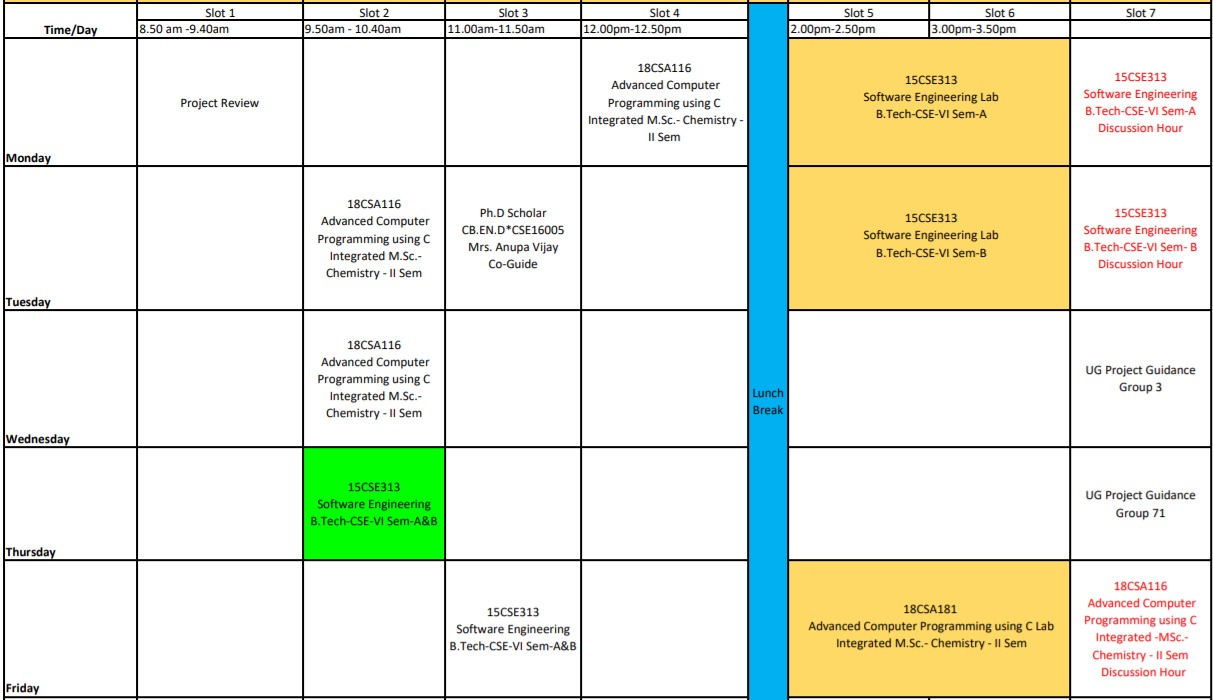 Slot 1 Slot 2 Slot 3 Slot 4 Slot 5 Slot 6 Slot 7
Time/Day 8.50 am -9.40am 9.50am - 10.40am 11.00am-11.50am 12.00pm-12.50pm 2.00pm-2.50pm 3.00pm-3.50pm
Lunch
Break
Monday
Project Review
18CSA116
Advanced Computer
Programming using C
Integrated M.Sc.- Chemistry -
II Sem
15CSE313
Software Engineering Lab
B.Tech-CSE-VI Sem-A
15CSE313
Software Engineering
B.Tech-CSE-VI Sem-A
Discussion Hour
Tuesday
18CSA116
Advanced Computer
Programming using C
Integrated M.Sc.-
Chemistry - II Sem
Ph.D Scholar
CB.EN.D*CSE16005
Mrs. Anupa Vijay
Co-Guide
15CSE313
Software Engineering Lab
B.Tech-CSE-VI Sem-B
15CSE313
Software Engineering
B.Tech-CSE-VI Sem- B
Discussion Hour
Wednesday
18CSA116
Advanced Computer
Programming using C
Integrated M.Sc.-
Chemistry - II Sem
UG Project Guidance
Group 3
Thursday
15CSE313
Software Engineering
B.Tech-CSE-VI Sem-A&B
UG Project Guidance
Group 71
Friday
15CSE313
Software Engineering
B.Tech-CSE-VI Sem-A&B
18CSA181
Advanced Computer Programming using C Lab
Integrated M.Sc.- Chemistry - II Sem
18CSA116
Advanced Computer
Programming using C
Integrated -MSc.-
Chemistry - II Sem
Discussion Hour